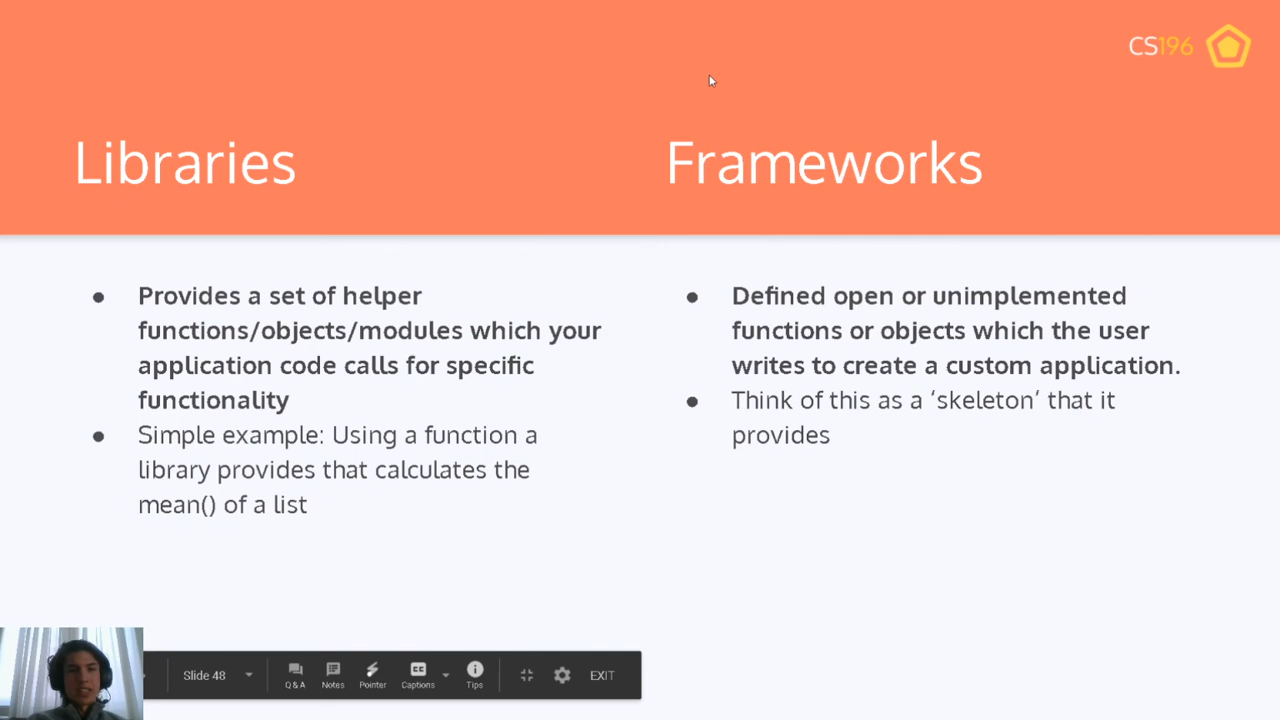 CS196
Libraries
Frameworks
● Provides a set of helper
functions/objects/modules which your
application code calls for specific
functionality
● Simple example: Using a function a
library provides that calculates the
mean() of a list
● Defined open or unimplemented
functions or objects which the user
writes to create a custom application.
● Think of this as a ‘skeleton’ that it
provides
Slide 48
Q & A
Notes
Pointer
CC
Captions
Tips
EXIT